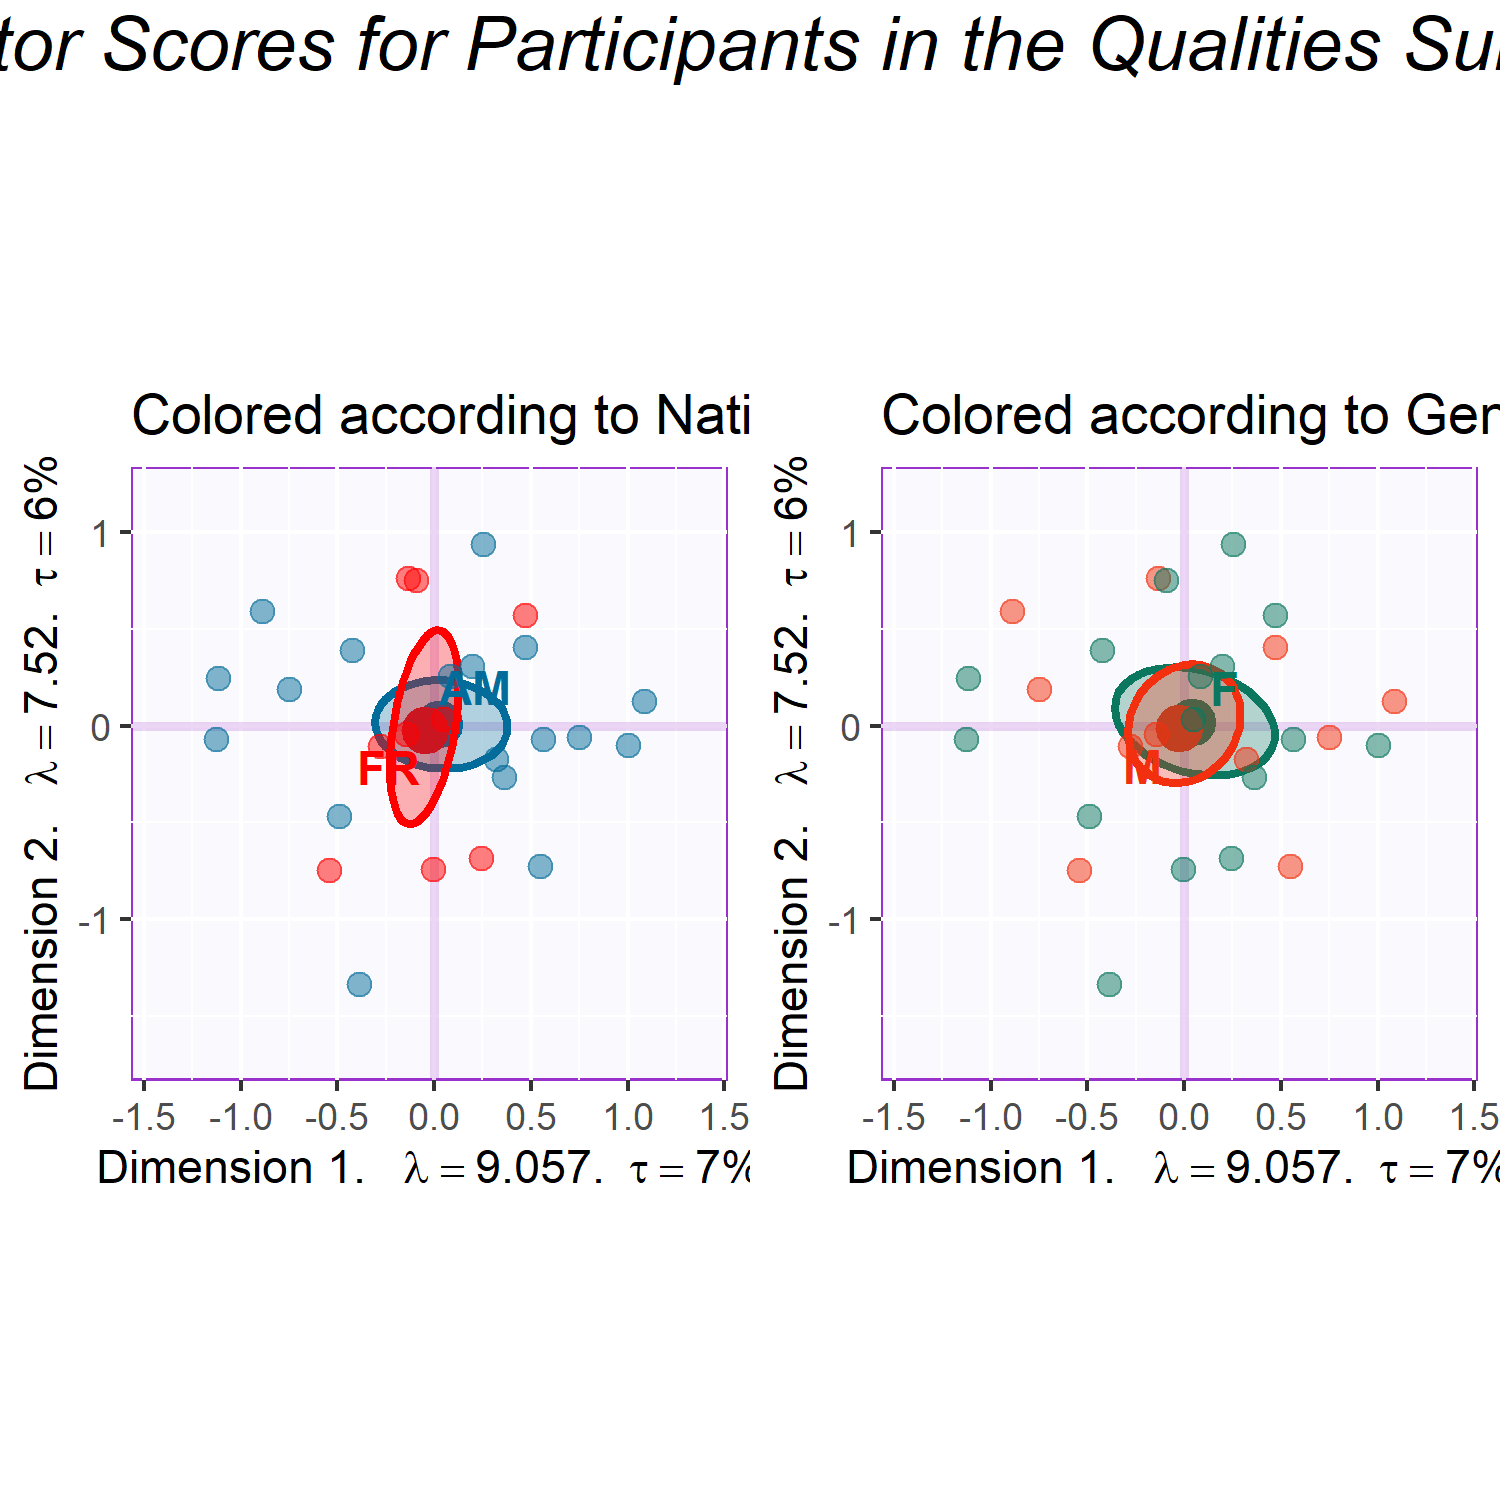 tor Scores for Participants in the Qualities Su
Colored according to Nati
Dimension 2.   λ = 7.52.   τ = 6%
1
0
-1
AM
FR
-1.5 -1.0 -0.5 0.0 0.5 1.0 1.5
Dimension 1.   λ = 9.057.   τ = 7%
Colored according to Gen
Dimension 2.   λ = 7.52.   τ = 6%
1
0
-1
F
M
-1.5 -1.0 -0.5 0.0 0.5 1.0 1.5
Dimension 1.   λ = 9.057.   τ = 7%